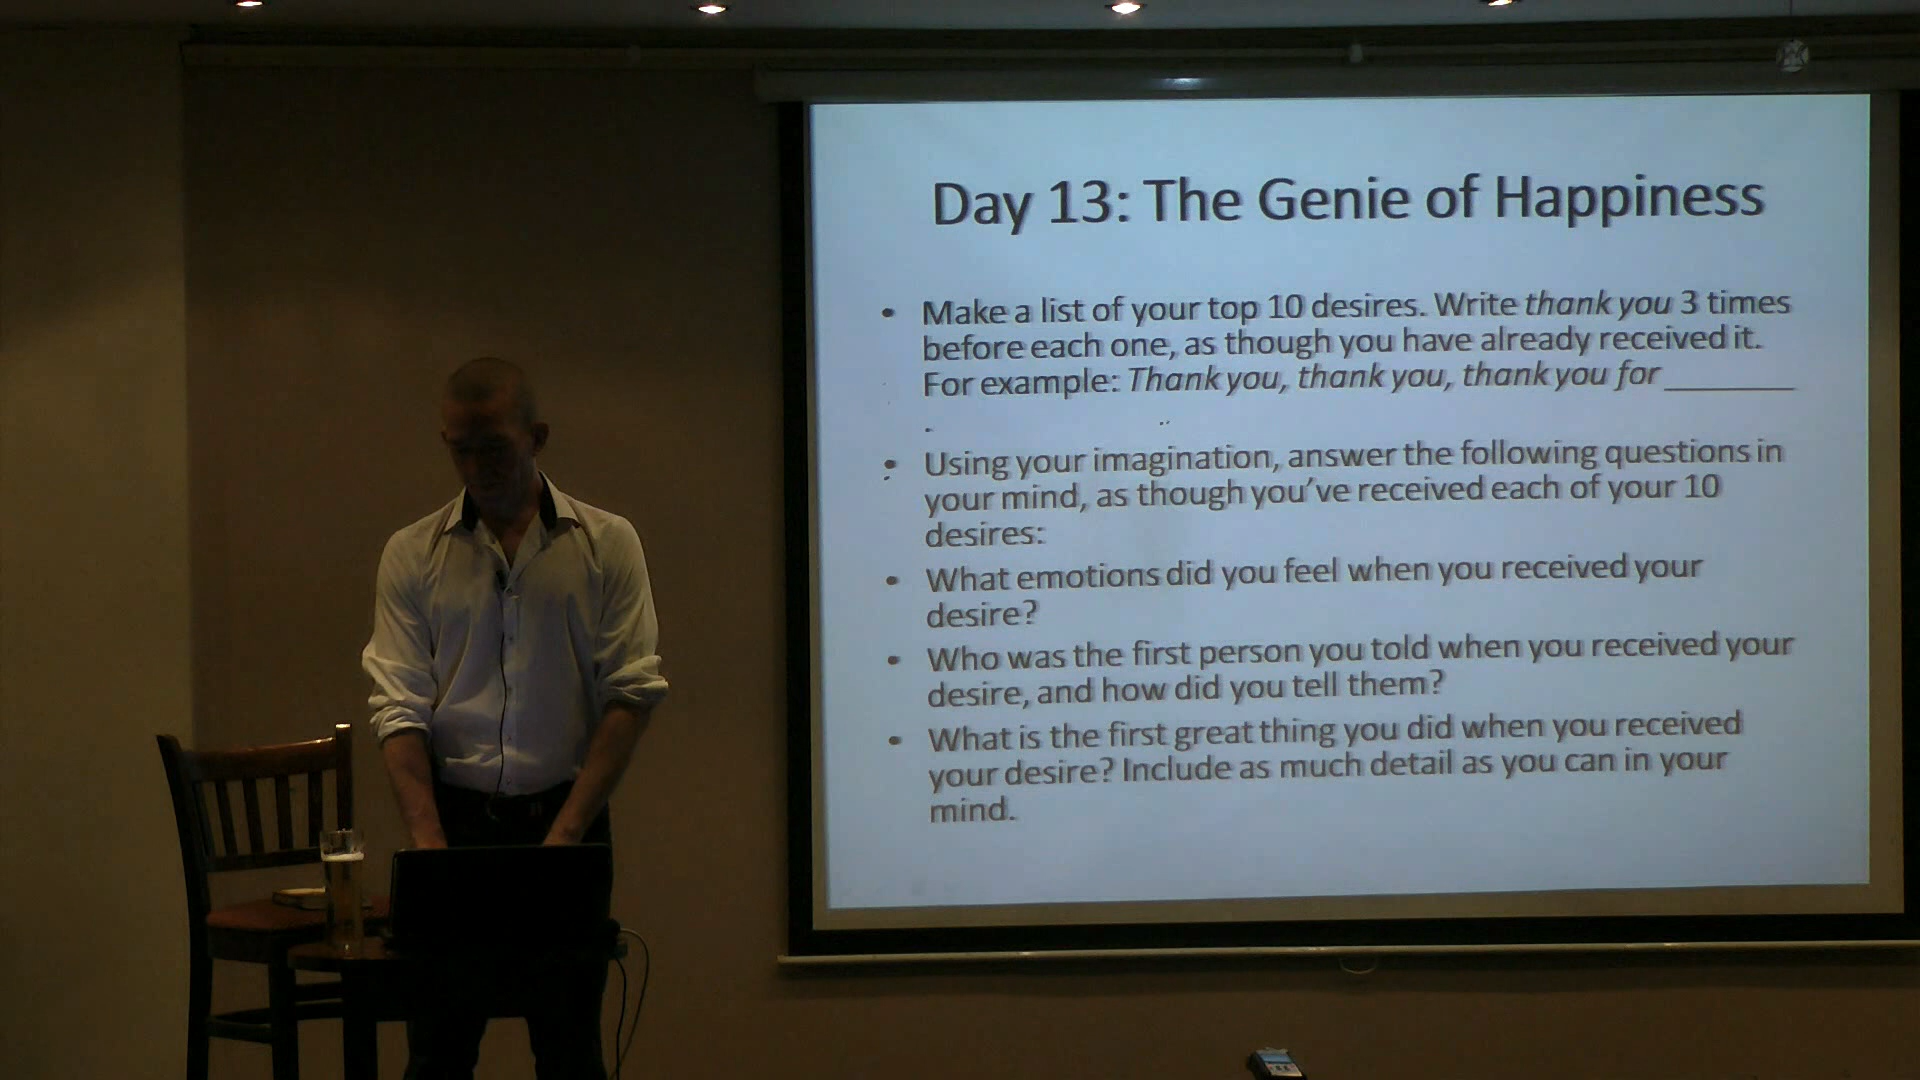 Day 13: The Genie of Happiness
• Make a list of your top 10 desires. Write thank you 3 times
before each one, as though you have already received it.
For example: Thank you, thank you, thank you for ________
.
• Using your imagination, answer the following questions in
your mind, as though you've received each of your 10
desires:
• What emotions did you feel when you received your
desire?
• Who was the first person you told when you received your
desire, and how did you tell them?
• What is the first great thing you did when you received
your desire? Include as much detail as you can in your
mind.